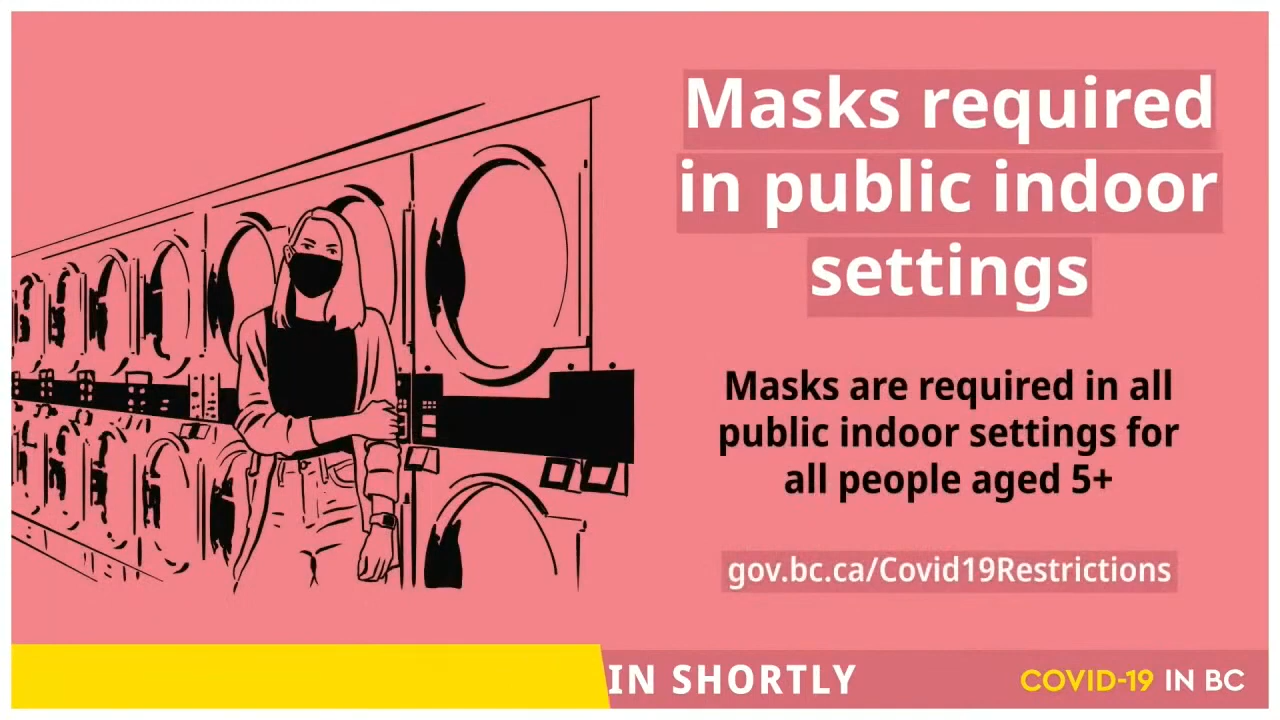 Masks required
in public indoor
settings
Masks are required in all
public indoor settings for
all people aged 5+
gov.bc.ca/Covid19Restrictions
IN SHORTLY
COVID-19 IN BC